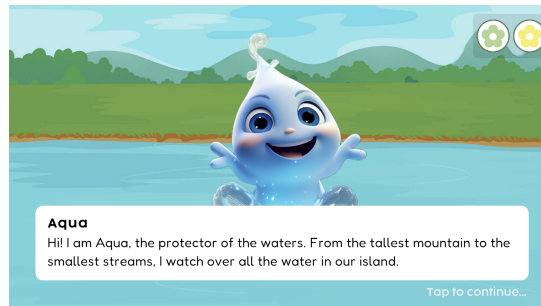 Aqua
Hi! I am Aqua, the protector of the waters. From the tallest mountain to the
smallest streams, I watch over all the water in our island.
Tap to continue...